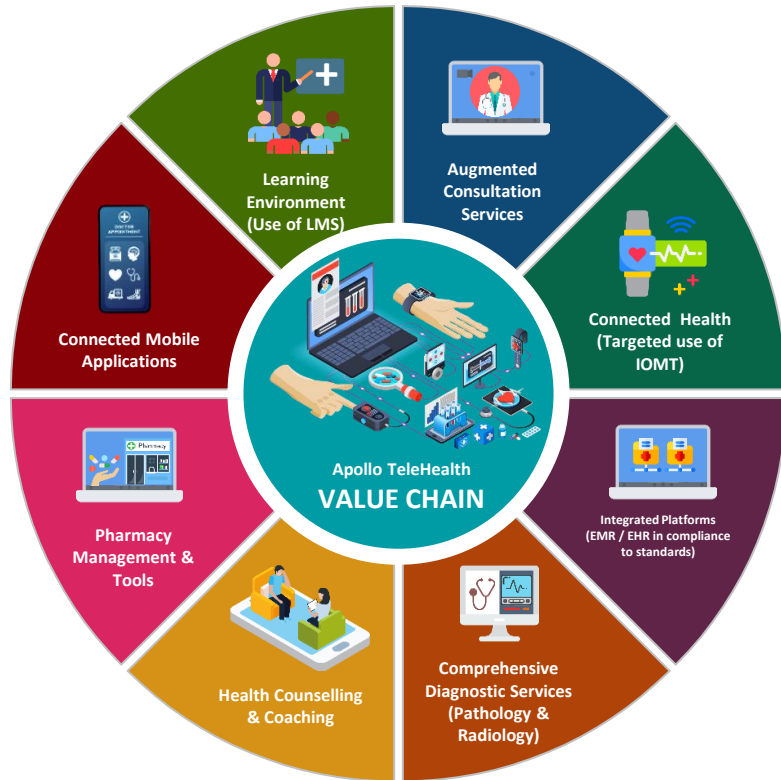 Learning
Environment
(Use of LMS)
Augmented
Consultation
Services
Connected Health
(Targeted use of
IOMT)
Integrated Platforms
(EMR / EHR in compliance
to standards)
Comprehensive
Diagnostic Services
(Pathology &
Radiology)
Health Counselling
& Coaching
Pharmacy
Pharmacy
Management &
Tools
DOCTOR
APPOINTMENT
Connected Mobile
Applications
Apollo TeleHealth
VALUE CHAIN